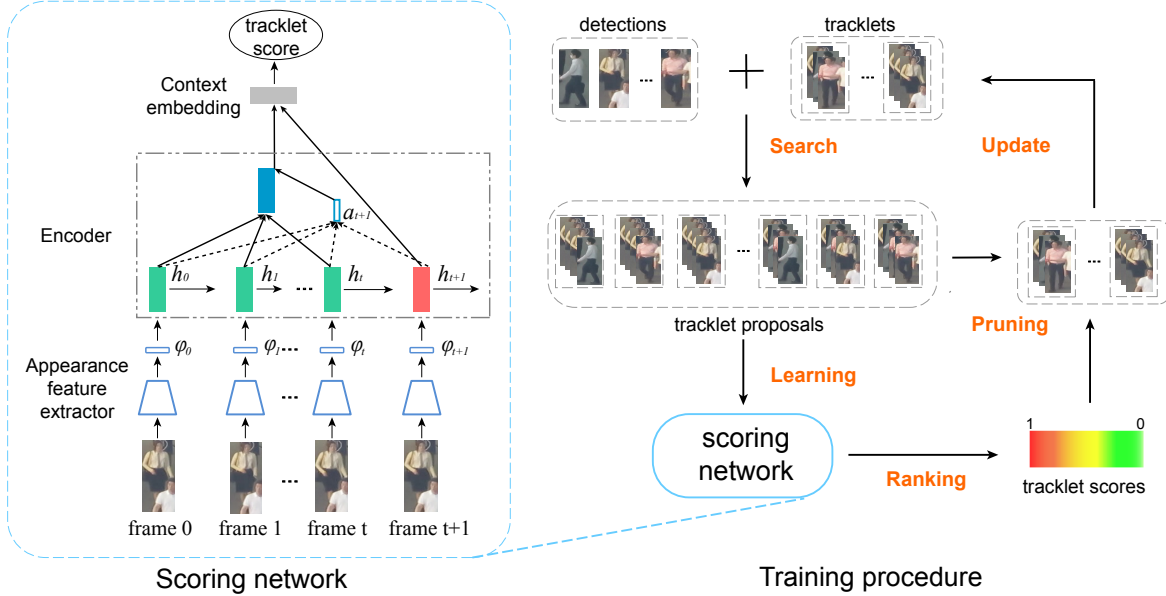 tracklet
score
Context
embedding
Encoder
a_{t+1}
h_0
h_1
...
h_t
h_{t+1}
φ_0
φ_1
...
φ_t
φ_{t+1}
Appearance
feature
extractor
...
...
frame 0
frame 1
frame t
frame t+1
Scoring network
detections
tracklets
...
+
...
Search
Update
...
tracklet proposals
Pruning
...
Learning
scoring
network
Ranking
1
0
tracklet scores
Training procedure